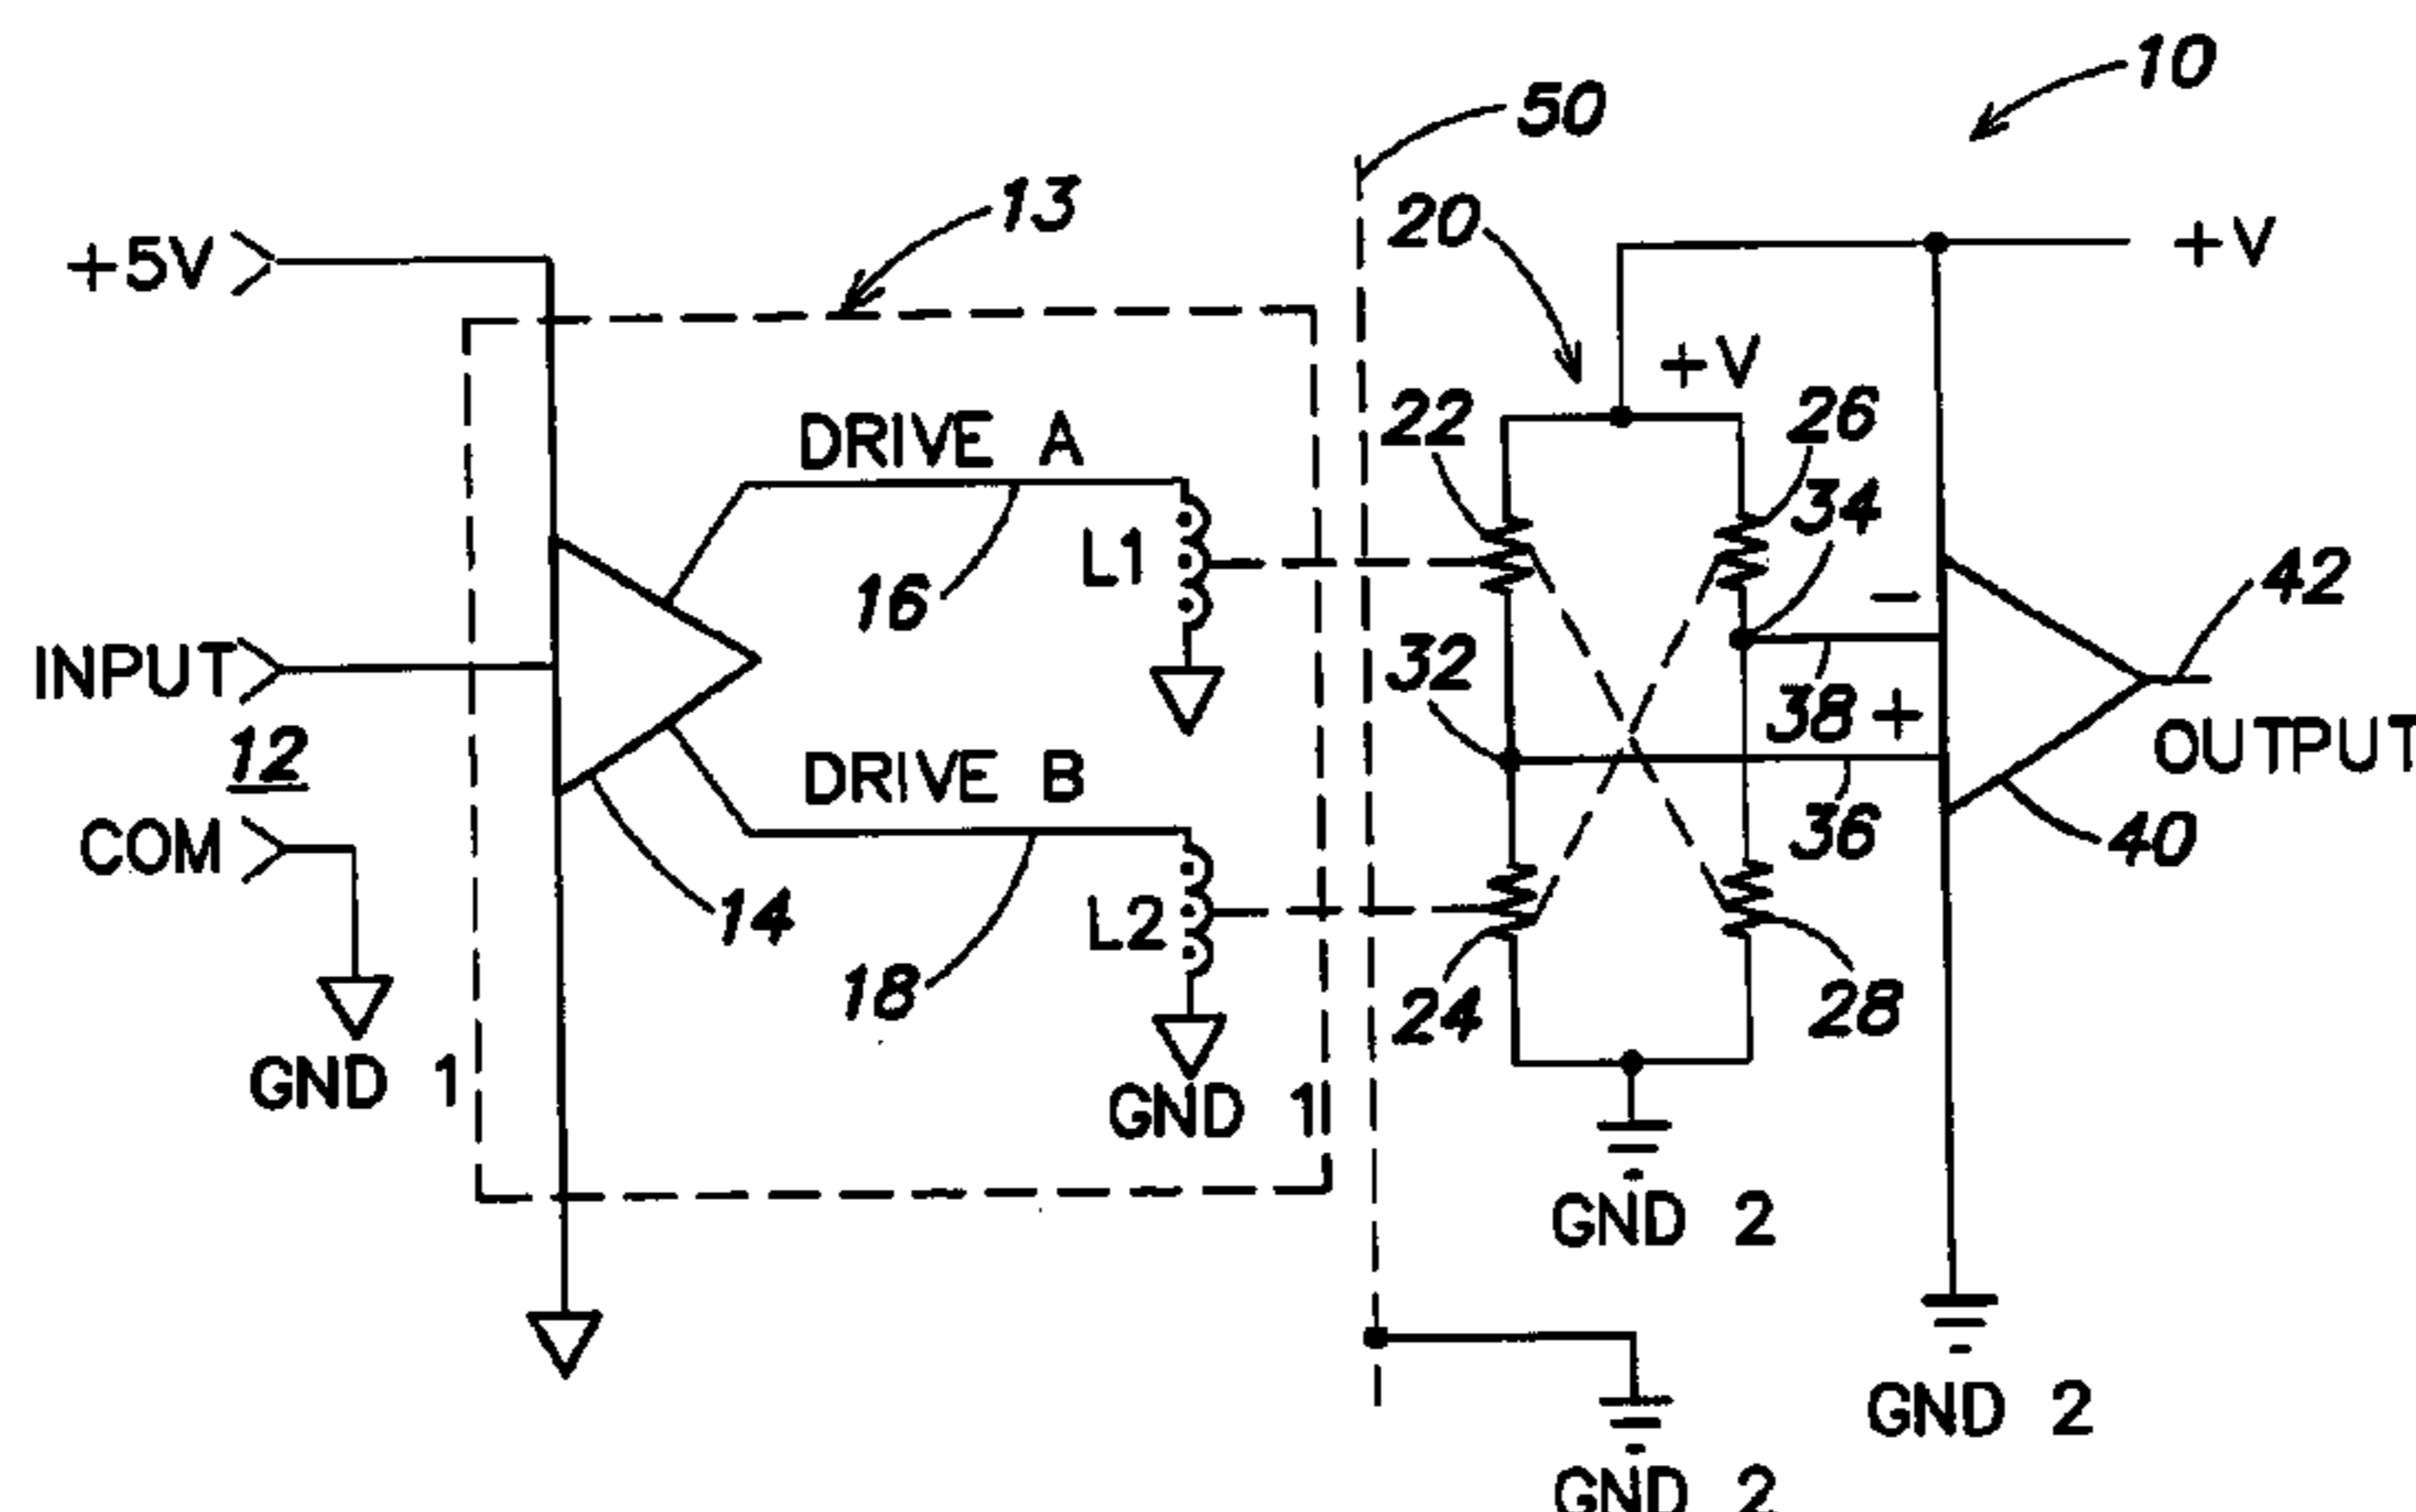 10
50
13
20
+5V
+V
+V
22
26
DRIVE A
34
L1
16
42
INPUT
32
−
38
+
12
DRIVE B
OUTPUT
COM
36
40
14
L2
18
24
28
GND 1
GND 1
GND 2
GND 2
GND 2